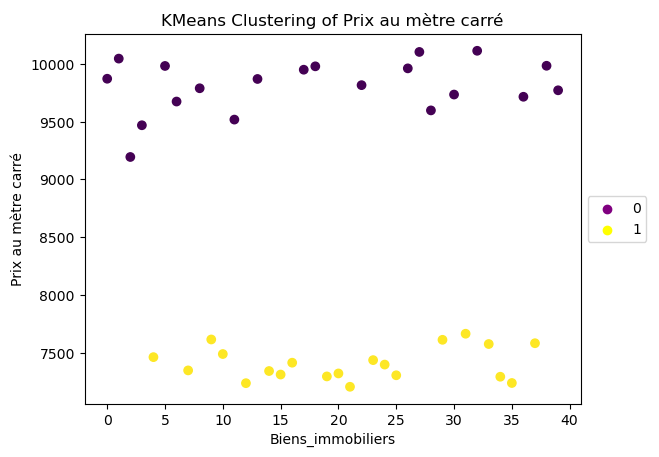 KMeans Clustering of Prix au mètre carré
10000
9500
9000
8500
8000
7500
Prix au mètre carré
0
1
0 5 10 15 20 25 30 35 40
Biens_immobiliers